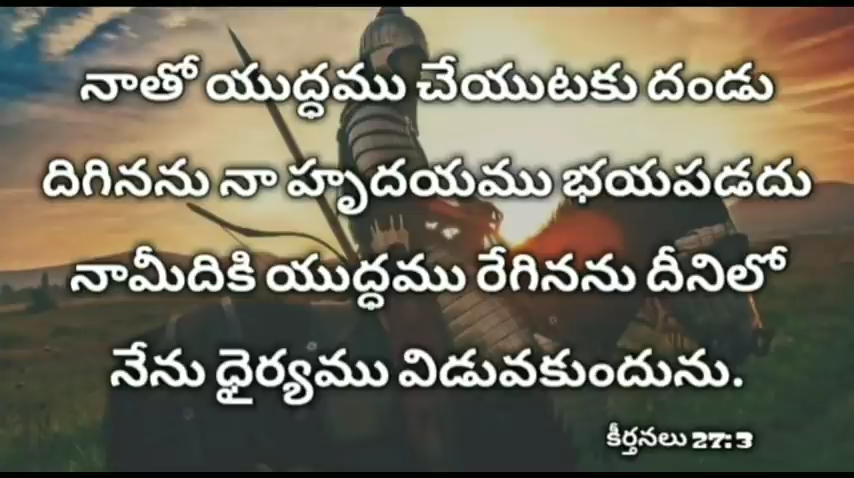 నాతో యుద్ధము చేయుటకు దండు
దిగినను నా హృదయము భయపడదు
నామీదికి యుద్ధము రేగినను దీనిలో
నేను ధైర్యము విడువకుందును.
కీర్తనలు 27:3